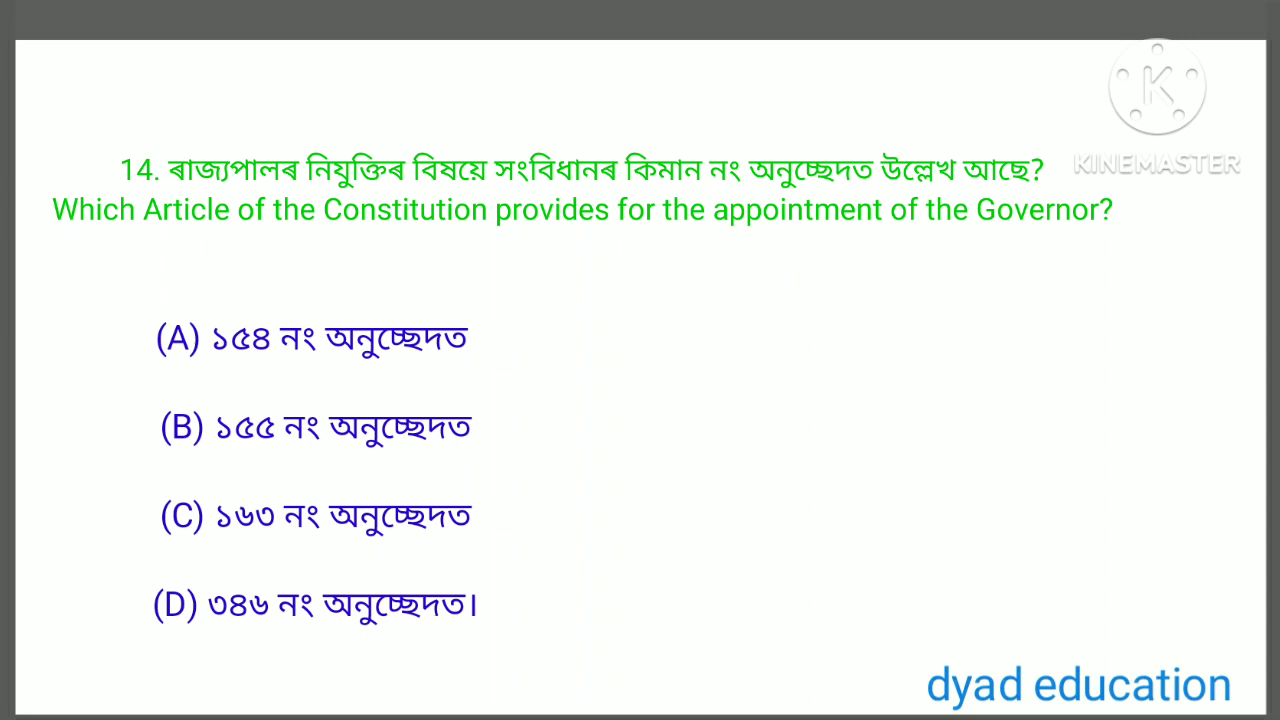 K
KINEMASTER
14. ৰাজ্যপালৰ নিযুক্তিৰ বিষয়ে সংবিধানৰ কিমান নং অনুচ্ছেদত উল্লেখ আছে?
Which Article of the Constitution provides for the appointment of the Governor?
(A) ১৫৪ নং অনুচ্ছেদত
(B) ১৫৫ নং অনুচ্ছেদত
(C) ১৬৩ নং অনুচ্ছেদত
(D) ৩৪৬ নং অনুচ্ছেদত।
dyad education